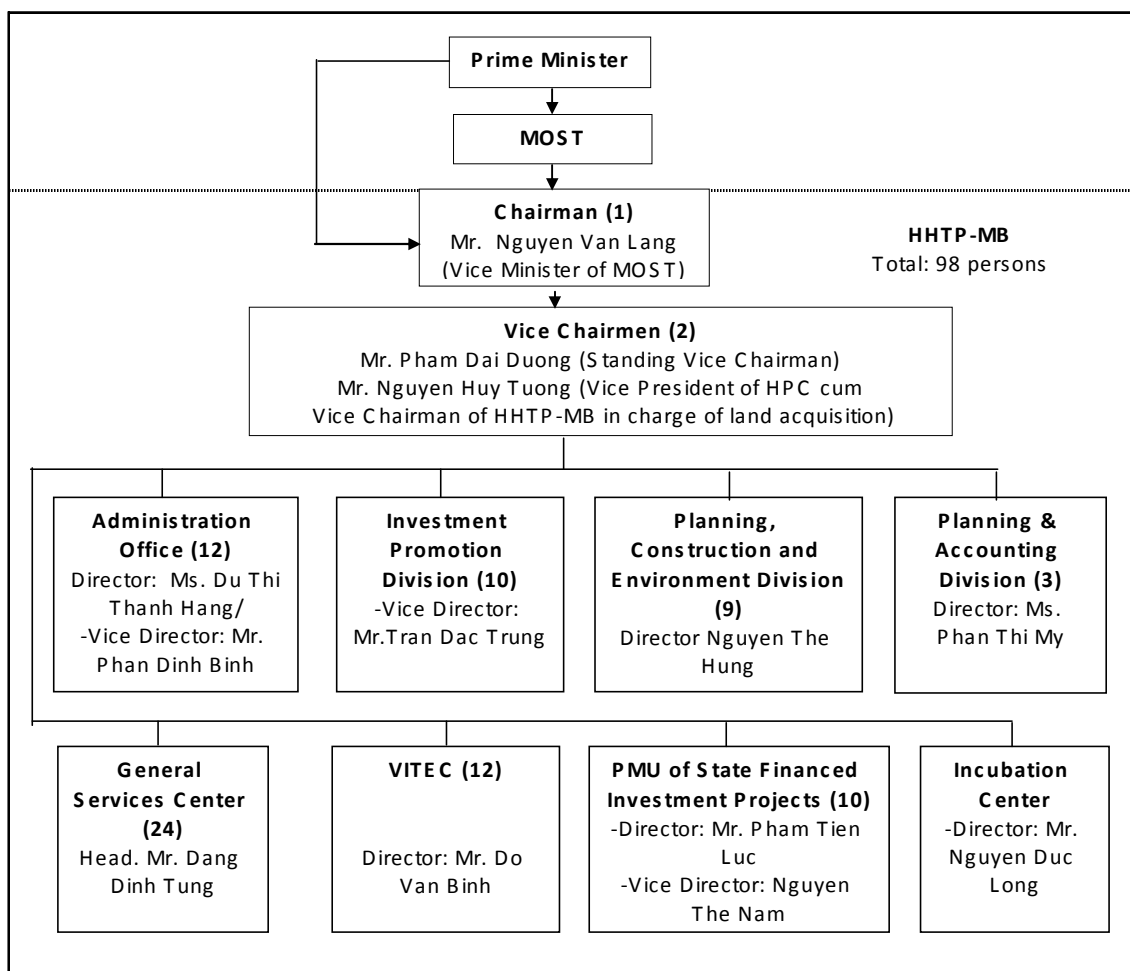 Prime Minister
MOST
Chairman (1)
Mr. Nguyen Van Lang
(Vice Minister of MOST)
HHTP-MB
Total: 98 persons
Vice Chairmen (2)
Mr. Pham Dai Duong (Standing Vice Chairman)
Mr. Nguyen Huy Tuong (Vice President of HPC cum
Vice Chairman of HHTP-MB in charge of land acquisition)
Administration
Office (12)
Director: Ms. Du Thi
Thanh Hang/
-Vice Director: Mr.
Phan Dinh Binh
Investment
Promotion
Division (10)
-Vice Director:
Mr.Tran Dac Trung
Planning,
Construction and
Environment Division
(9)
Director Nguyen The
Hung
Planning &
Accounting
Division (3)
Director: Ms.
Phan Thi My
General
Services Center
(24)
Head. Mr. Dang
Dinh Tung
VITEC (12)
Director: Mr. Do
Van Binh
PMU of State Financed
Investment Projects (10)
-Director: Mr. Pham Tien
Luc
-Vice Director: Nguyen
The Nam
Incubation
Center
-Director: Mr.
Nguyen Duc
Long